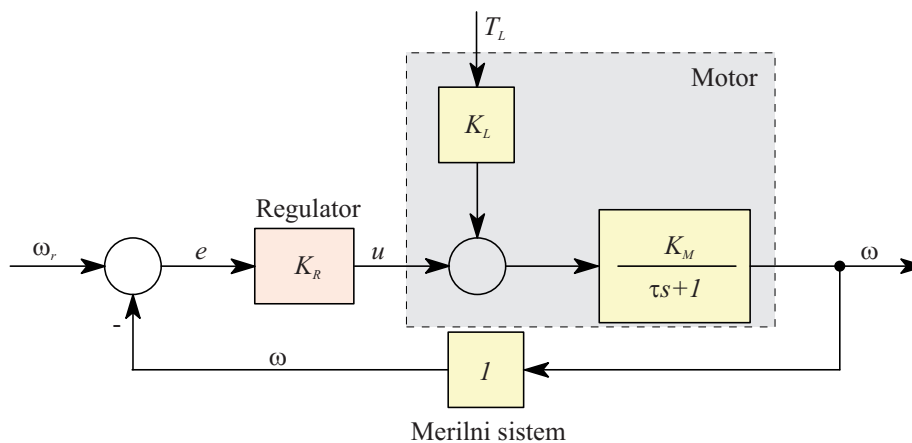 T_L
Motor
K_L
Regulator
ω_r
e
K_R
u
K_M
τs+1
ω
-
ω
1
Merilni sistem